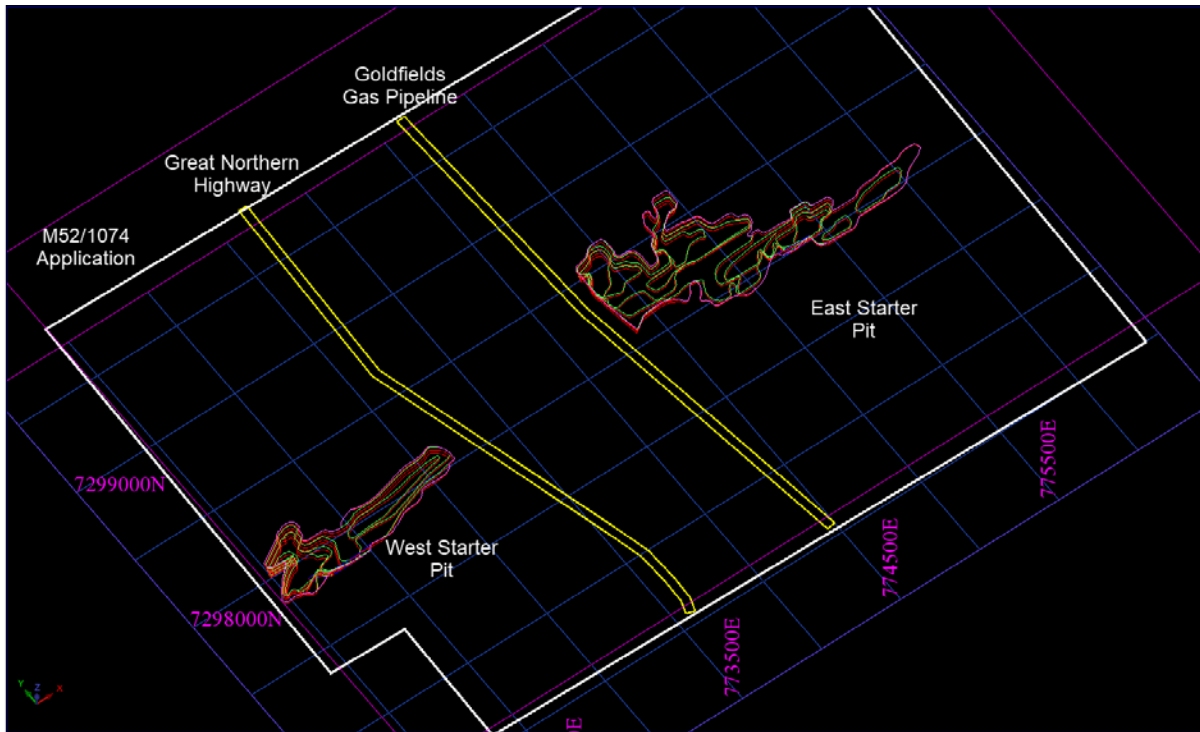 Goldfields
Gas Pipeline
Great Northern
Highway
M52/1074
Application
East Starter
Pit
West Starter
Pit
7299000N
7298000N
775500E
774500E
773500E
E
Y
Z
X